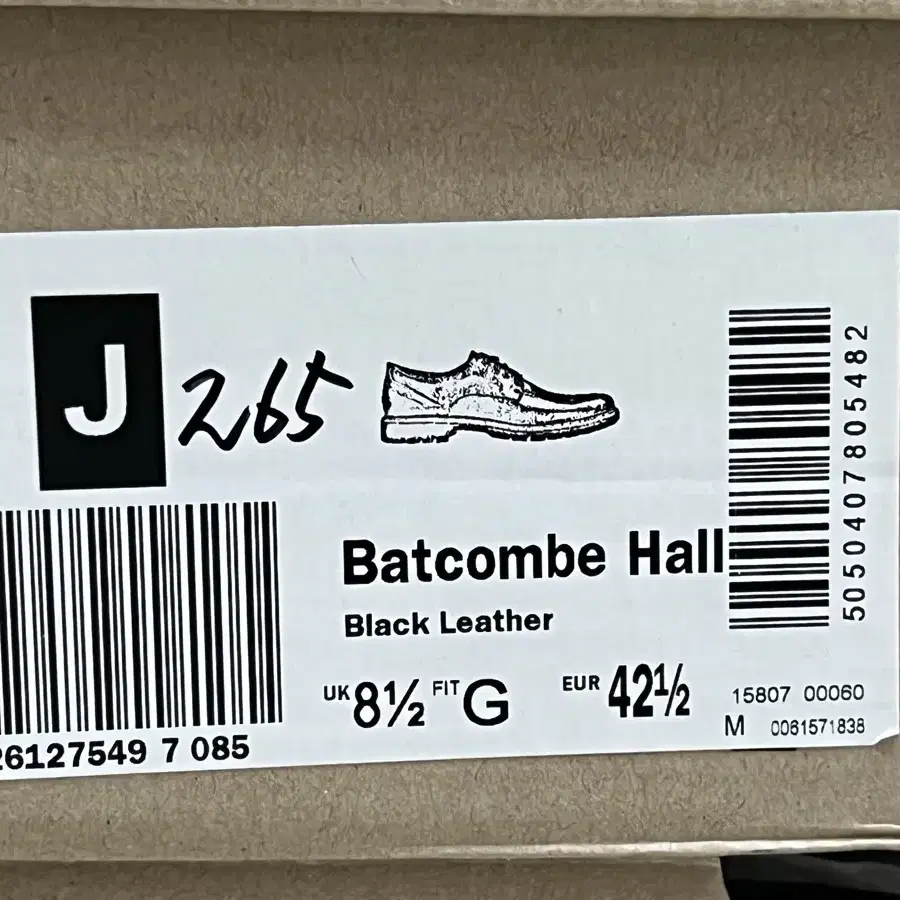 J
265
Batcombe Hall
Black Leather
UK 8½ FIT G EUR 42½
26127549 7 085
5050407805482
15807 00060
M 0061571838